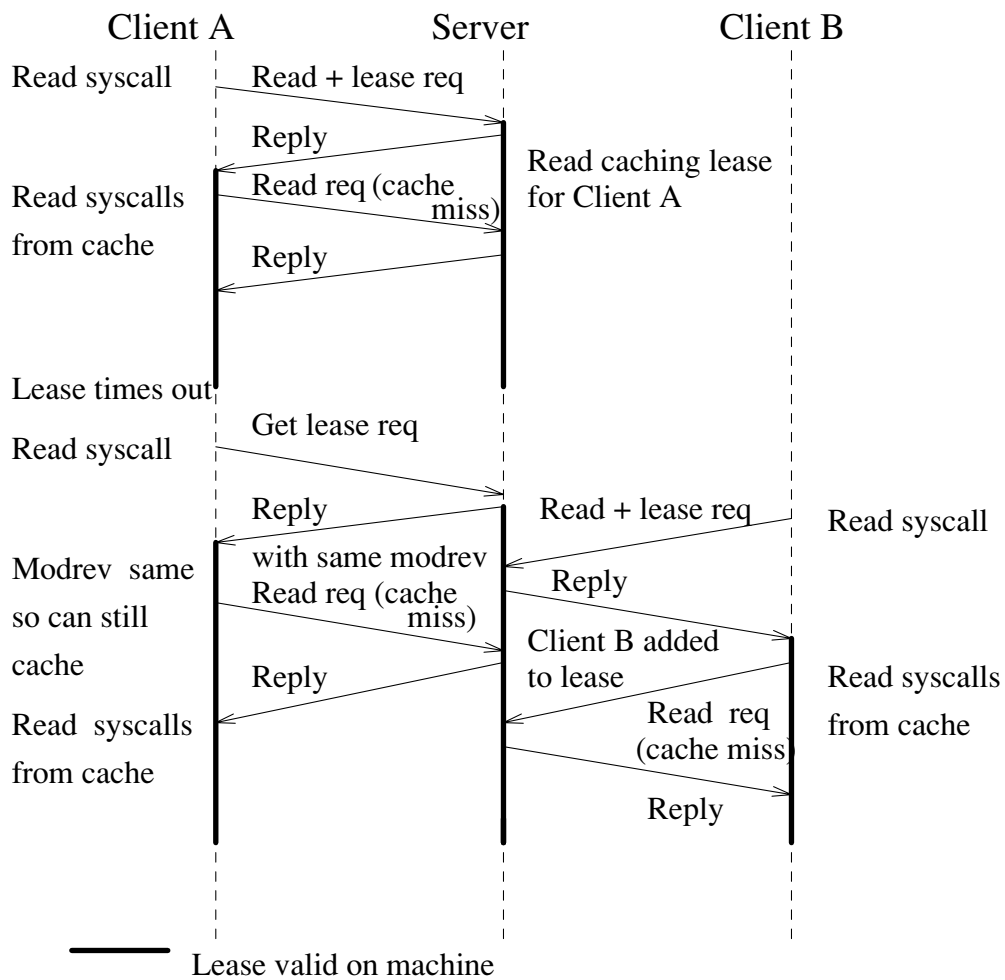 Client A
Server
Client B
Read syscall
Read + lease req
Reply
Read caching lease
for Client A
Read syscalls
from cache
Read req (cache
miss)
Reply
Lease times out
Get lease req
Read syscall
Reply
with same modrev
Read + lease req
Read syscall
Modrev same
so can still
cache
Read req (cache
miss)
Reply
Client B added
to lease
Reply
Read syscalls
from cache
Read syscalls
from cache
Read req
(cache miss)
Reply
Lease valid on machine